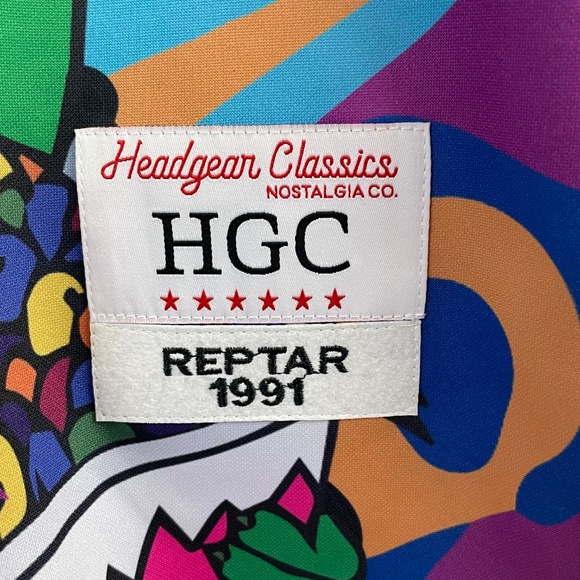 Headgear Classics
NOSTALGIA CO.
HGC
REPTAR
1991